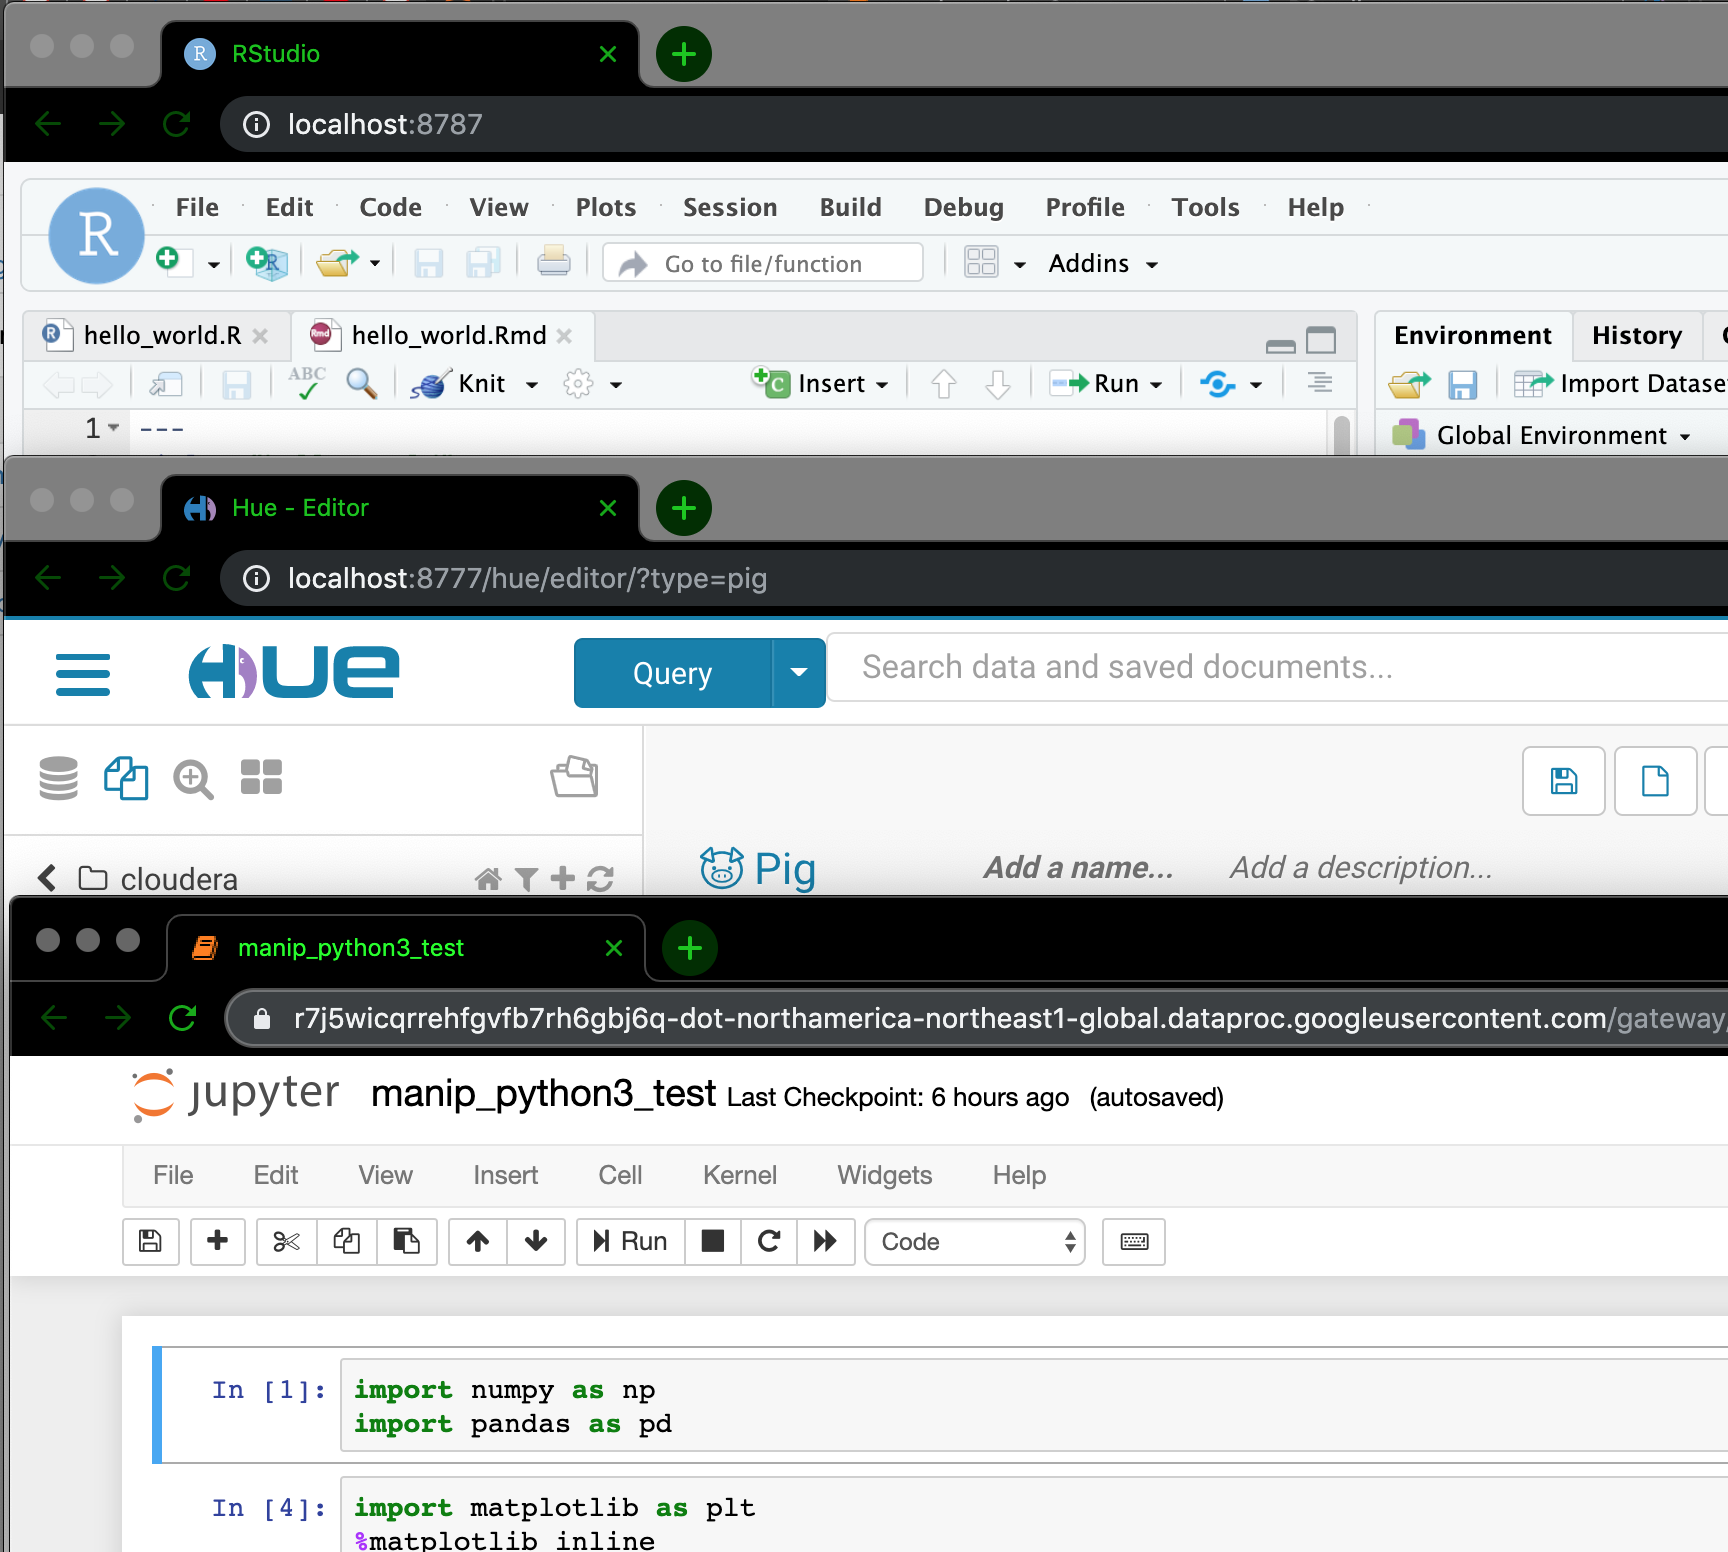 RStudio
localhost:8787
R
File Edit Code View Plots Session Build Debug Profile Tools Help
Go to file/function Addins
hello_world.R hello_world.Rmd
Environment History
ABC Knit Insert Run
Import Datase
1 ---
Global Environment
Hue - Editor
localhost:8777/hue/editor/?type=pig
HUE Query Search data and saved documents...
cloudera
Pig Add a name... Add a description...
manip_python3_test
r7j5wicqrrehfgvfb7rh6gbj6q-dot-northamerica-northeast1-global.dataproc.googleusercontent.com/gateway/
jupyter manip_python3_test Last Checkpoint: 6 hours ago (autosaved)
File Edit View Insert Cell Kernel Widgets Help
Run Code
In [1]: import numpy as np
import pandas as pd
In [4]: import matplotlib as plt
%matplotlib inline